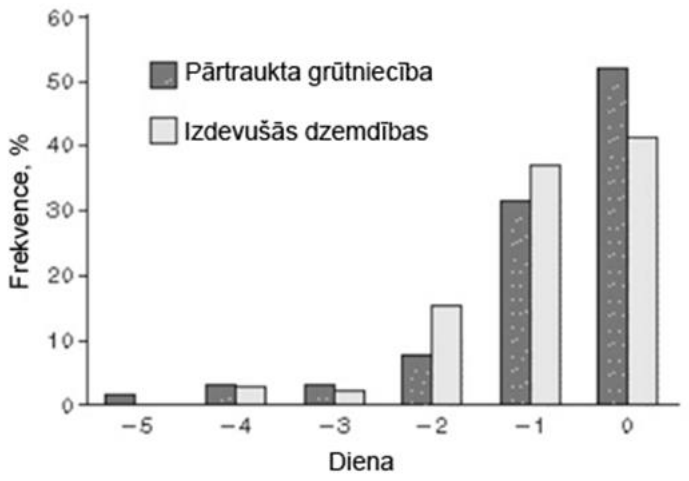 60
50
40
30
20
10
0
Frekvence, %
Pārtraukta grūtniecība
Izdevušās dzemdības
−5 −4 −3 −2 −1 0
Diena